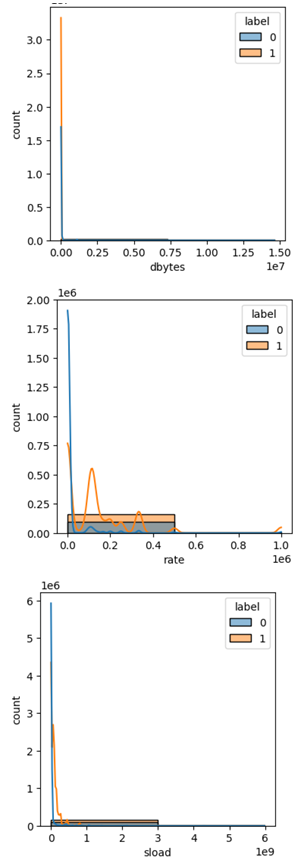 label
0
1
3.0
2.5
2.0
1.5
1.0
0.5
0.0
count
0.00 0.25 0.50 0.75 1.00 1.25 1.50
1e7
dbytes
1e6
2.00
1.75
1.50
1.25
1.00
0.75
0.50
0.25
0.00
count
label
0
1
0.0 0.2 0.4 0.6 0.8 1.0
1e6
rate
1e6
6
5
4
3
2
1
0
count
label
0
1
0 1 2 3 4 5 6
1e9
sload